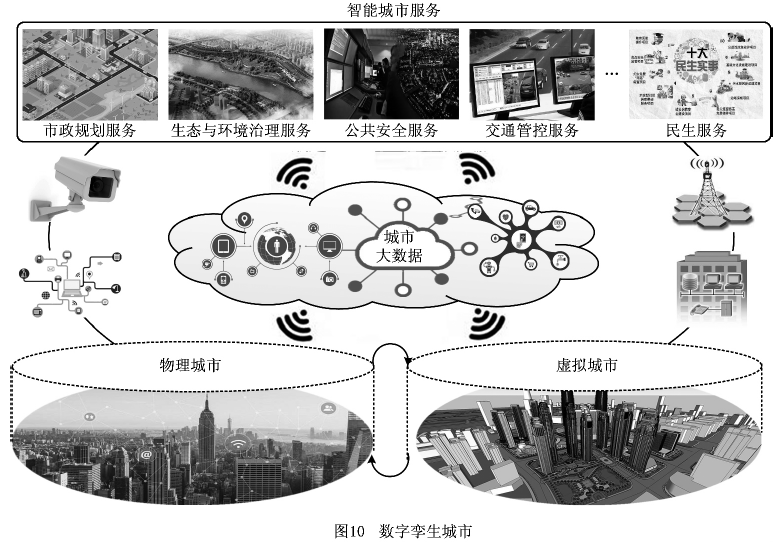 智能城市服务
十大
民生实事
...
市政规划服务
生态与环境治理服务
公共安全服务
交通管控服务
民生服务
城市
大数据
物理城市
虚拟城市
@
图10 数字孪生城市